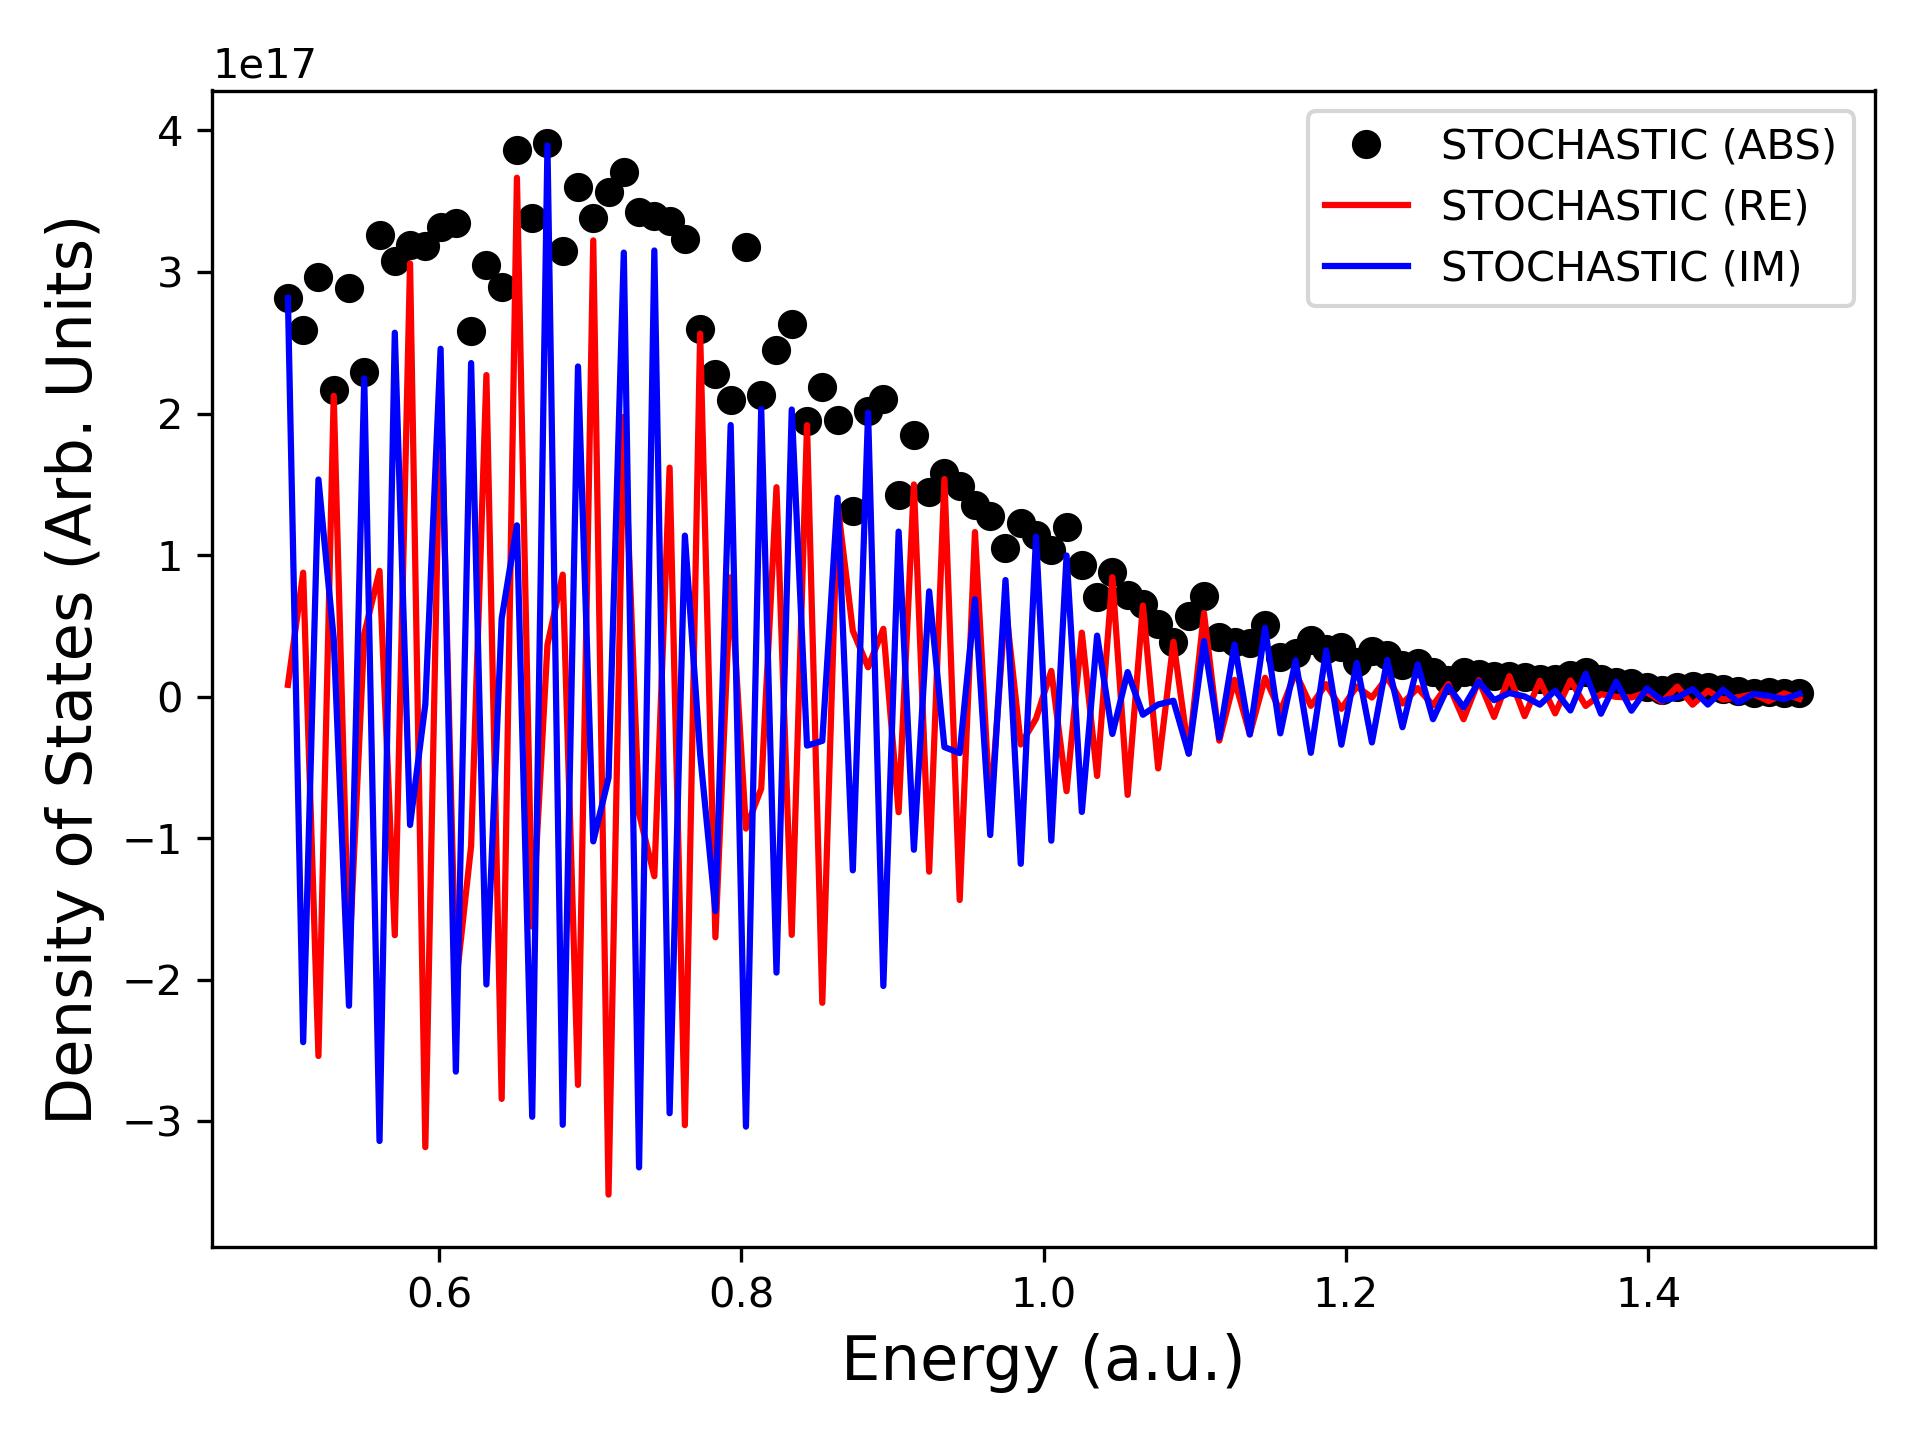 1e17
4
3
2
1
0
−1
−2
−3
Density of States (Arb. Units)
STOCHASTIC (ABS)
STOCHASTIC (RE)
STOCHASTIC (IM)
0.6 0.8 1.0 1.2 1.4
Energy (a.u.)